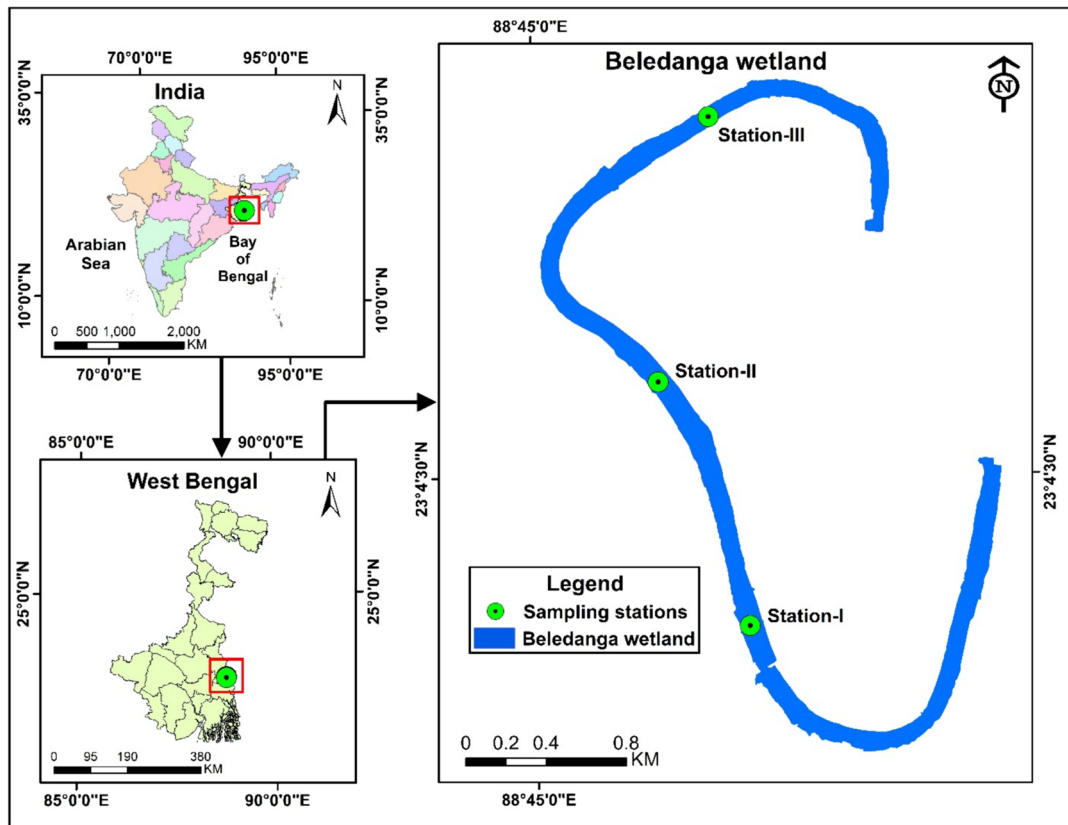 70°0'0"E 95°0'0"E
India
N
35°0'0"N
35°0'0"N
Arabian
Sea
Bay
of
Bengal
10°0'0"N
10°0'0"N
0 500 1,000 2,000
KM
70°0'0"E 95°0'0"E
85°0'0"E 90°0'0"E
West Bengal
N
25°0'0"N
25°0'0"N
0 95 190 380
KM
85°0'0"E 90°0'0"E
88°45'0"E
Beledanga wetland
N
Station-III
Station-II
23°4'30"N
23°4'30"N
Legend
Sampling stations
Beledanga wetland
Station-I
0 0.2 0.4 0.8
KM
88°45'0"E